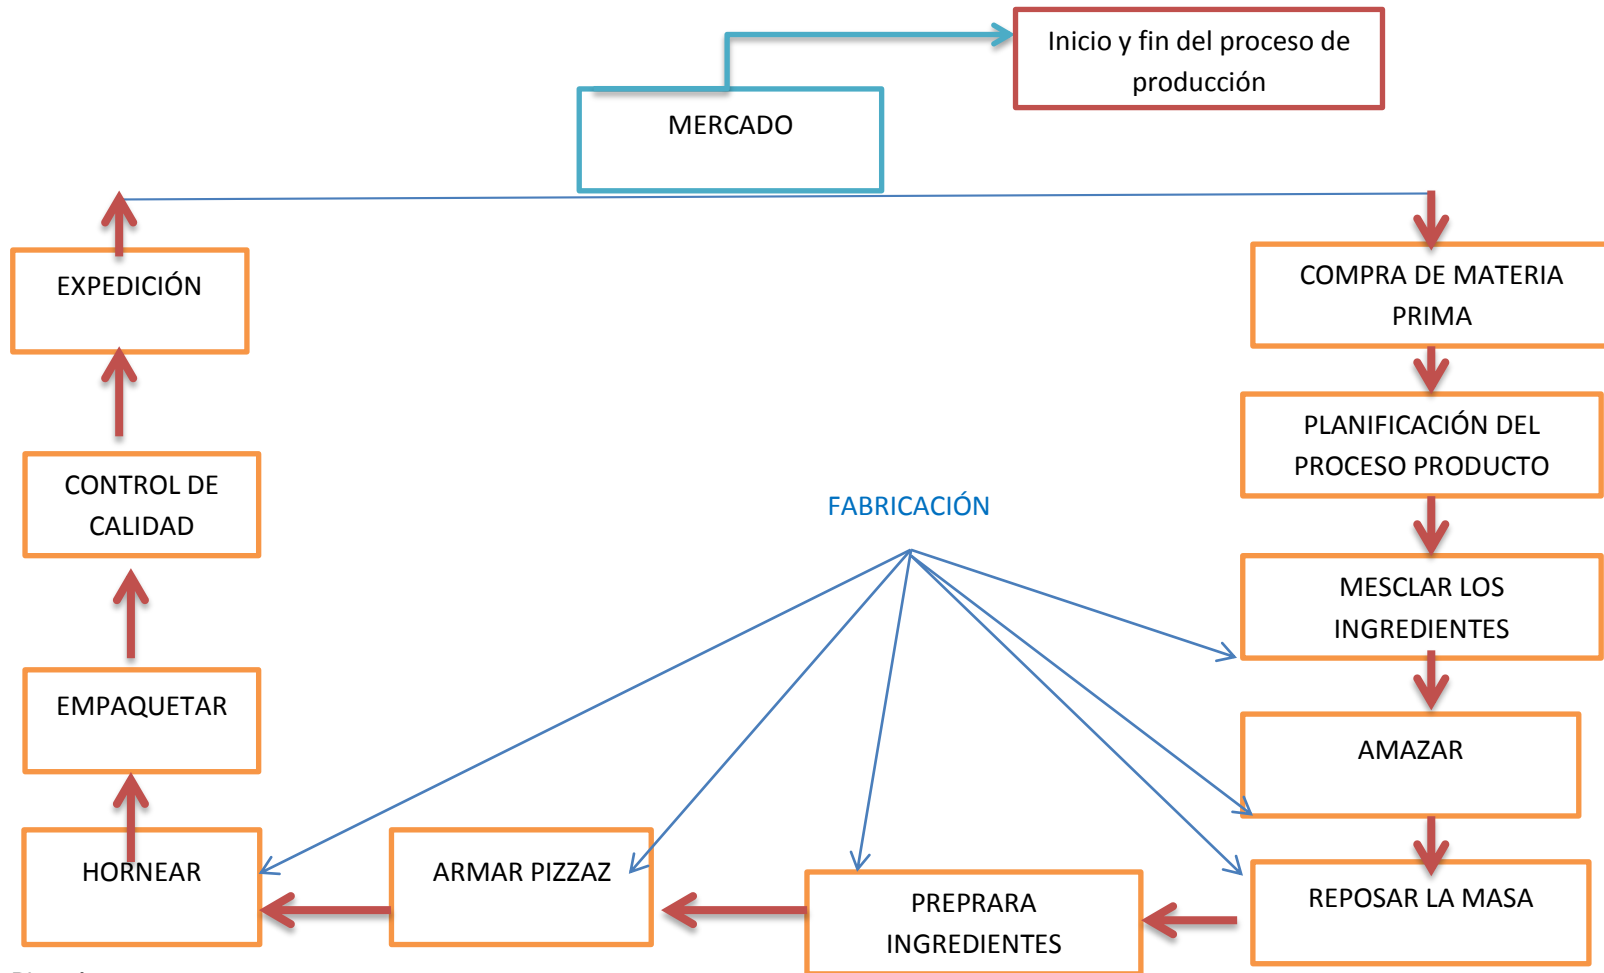 Inicio y fin del proceso de
producción
MERCADO
EXPEDICIÓN
COMPRA DE MATERIA
PRIMA
PLANIFICACIÓN DEL
PROCESO PRODUCTO
CONTROL DE
CALIDAD
FABRICACIÓN
MESCLAR LOS
INGREDIENTES
EMPAQUETAR
AMAZAR
HORNEAR
ARMAR PIZZAZ
PREPRARA
INGREDIENTES
REPOSAR LA MASA